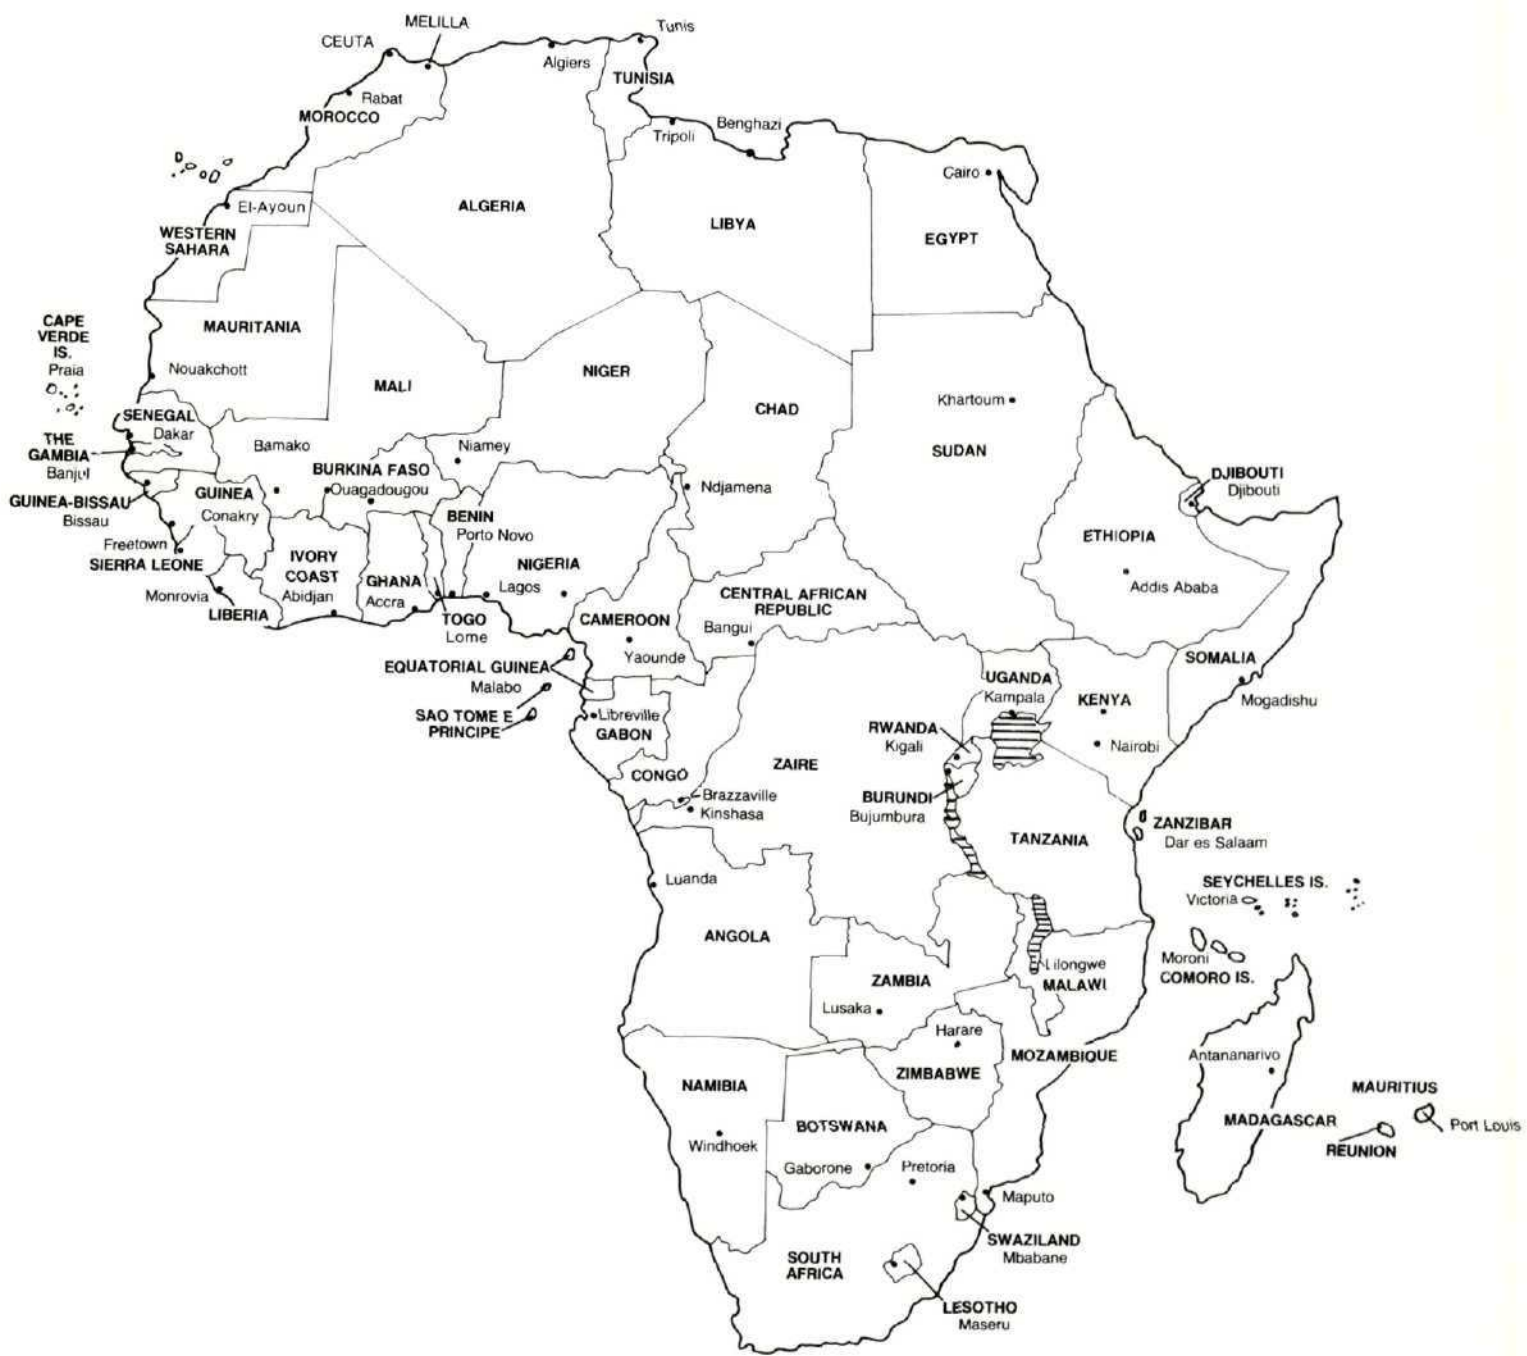 MELILLA
CEUTA
Tunis
Algiers
TUNISIA
Rabat
MOROCCO
Tripoli
Benghazi
Cairo
El-Ayoun
ALGERIA
LIBYA
EGYPT
WESTERN
SAHARA
CAPE
VERDE
IS.
Praia
MAURITANIA
Nouakchott
MALI
NIGER
CHAD
Khartoum
SUDAN
SENEGAL
Dakar
THE
GAMBIA
Banjul
Bamako
Niamey
BURKINA FASO
Ouagadougou
GUINEA-BISSAU
Bissau
GUINEA
Conakry
Ndjamena
DJIBOUTI
Djibouti
BENIN
Porto Novo
ETHIOPIA
Addis Ababa
Freetown
SIERRA LEONE
IVORY
COAST
Abidjan
GHANA
Accra
NIGERIA
Lagos
Monrovia
LIBERIA
TOGO
Lome
CAMEROON
Yaounde
CENTRAL AFRICAN
REPUBLIC
Bangui
EQUATORIAL GUINEA
Malabo
SAO TOME E
PRINCIPE
Libreville
GABON
UGANDA
Kampala
KENYA
Nairobi
SOMALIA
Mogadishu
RWANDA
Kigali
CONGO
ZAIRE
Brazzaville
Kinshasa
BURUNDI
Bujumbura
TANZANIA
ZANZIBAR
Dar es Salaam
Luanda
SEYCHELLES IS.
Victoria
ANGOLA
Lilongwe
MALAWI
Moroni
COMORO IS.
ZAMBIA
Lusaka
Harare
ZIMBABWE
MOZAMBIQUE
Antananarivo
MADAGASCAR
MAURITIUS
Port Louis
REUNION
NAMIBIA
Windhoek
BOTSWANA
Gaborone
Pretoria
Maputo
SWAZILAND
Mbabane
SOUTH
AFRICA
LESOTHO
Maseru